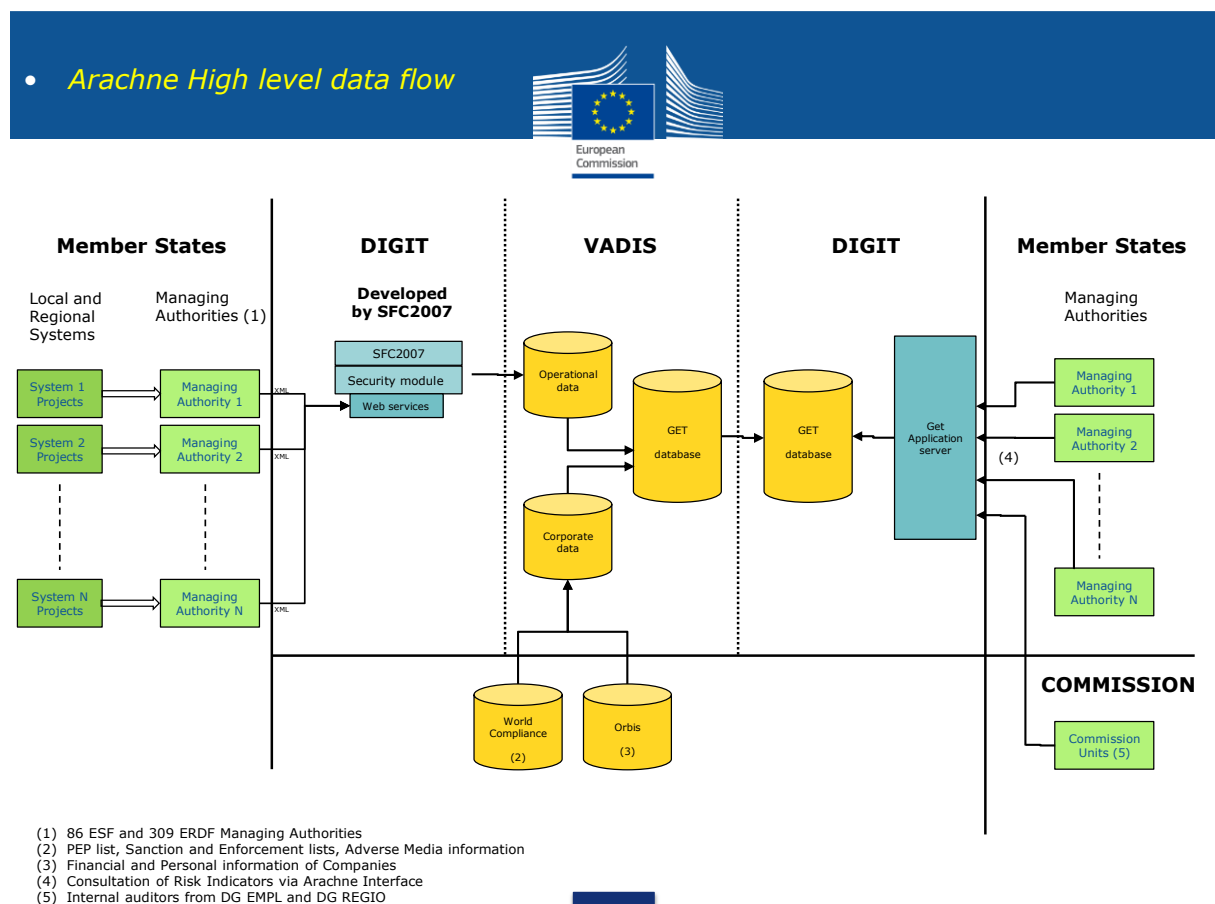 • Arachne High level data flow
European
Commission
Member States
DIGIT
VADIS
DIGIT
Member States
Local and
Regional
Systems
Managing
Authorities (1)
Developed
by SFC2007
Managing
Authorities
SFC2007
Security module
Web services
System 1
Projects
Managing
Authority 1
XML
System 2
Projects
Managing
Authority 2
XML
System N
Projects
Managing
Authority N
XML
Operational
data
GET
database
Corporate
data
GET
database
Get
Application
server
(4)
Managing
Authority 1
Managing
Authority 2
Managing
Authority N
World
Compliance
(2)
Orbis
(3)
COMMISSION
Commission
Units (5)
(1) 86 ESF and 309 ERDF Managing Authorities
(2) PEP list, Sanction and Enforcement lists, Adverse Media information
(3) Financial and Personal information of Companies
(4) Consultation of Risk Indicators via Arachne Interface
(5) Internal auditors from DG EMPL and DG REGIO